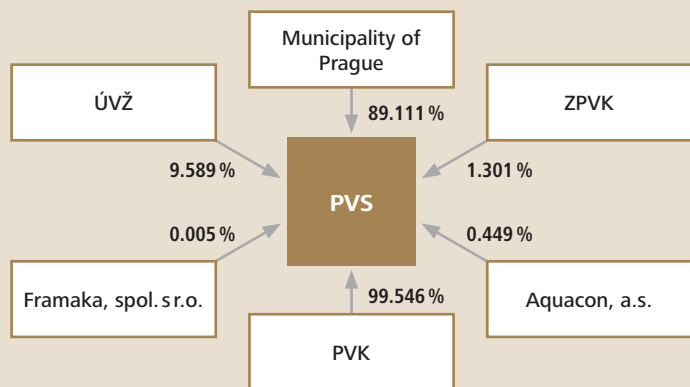 Municipality of
Prague
ÚVŽ
ZPVK
89.111 %
9.589 %
1.301 %
PVS
0.005 %
0.449 %
Framaka, spol. s r.o.
99.546 %
Aquacon, a.s.
PVK